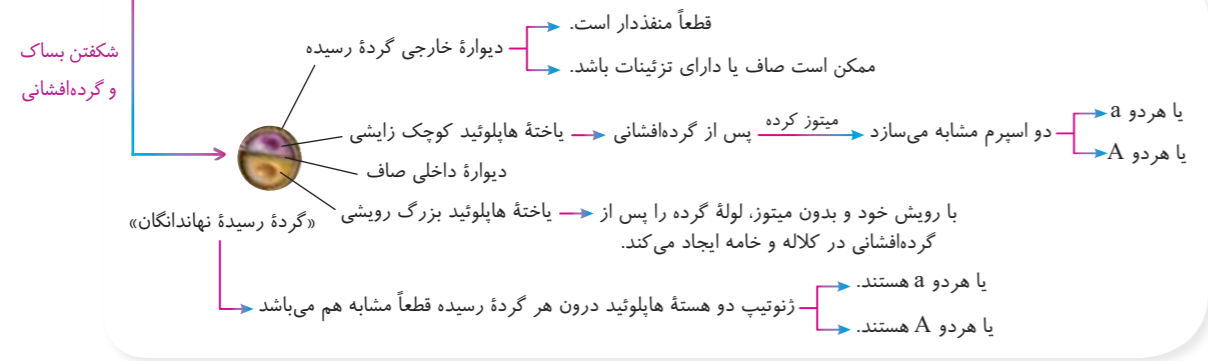 قطعاً منفذدار است.
دیوارهٔ خارجی گردهٔ رسیده
ممکن است صاف یا دارای تزئینات باشد.
شکفتن بساک
و گرده‌افشانی
یاختهٔ هاپلوئید کوچک زایشی
پس از گرده‌افشانی
میتوز کرده
دو اسپرم مشابه می‌سازد
یا هردو a
یا هردو A
دیوارهٔ داخلی صاف
یاختهٔ هاپلوئید بزرگ رویشی
با رویش خود و بدون میتوز، لولهٔ گرده را پس از
گرده‌افشانی در کلاله و خامه ایجاد می‌کند.
«گردهٔ رسیدهٔ نهاندانگان»
ژنوتیپ دو هستهٔ هاپلوئید درون هر گردهٔ رسیده قطعاً مشابه هم می‌باشد
یا هردو a هستند.
یا هردو A هستند.